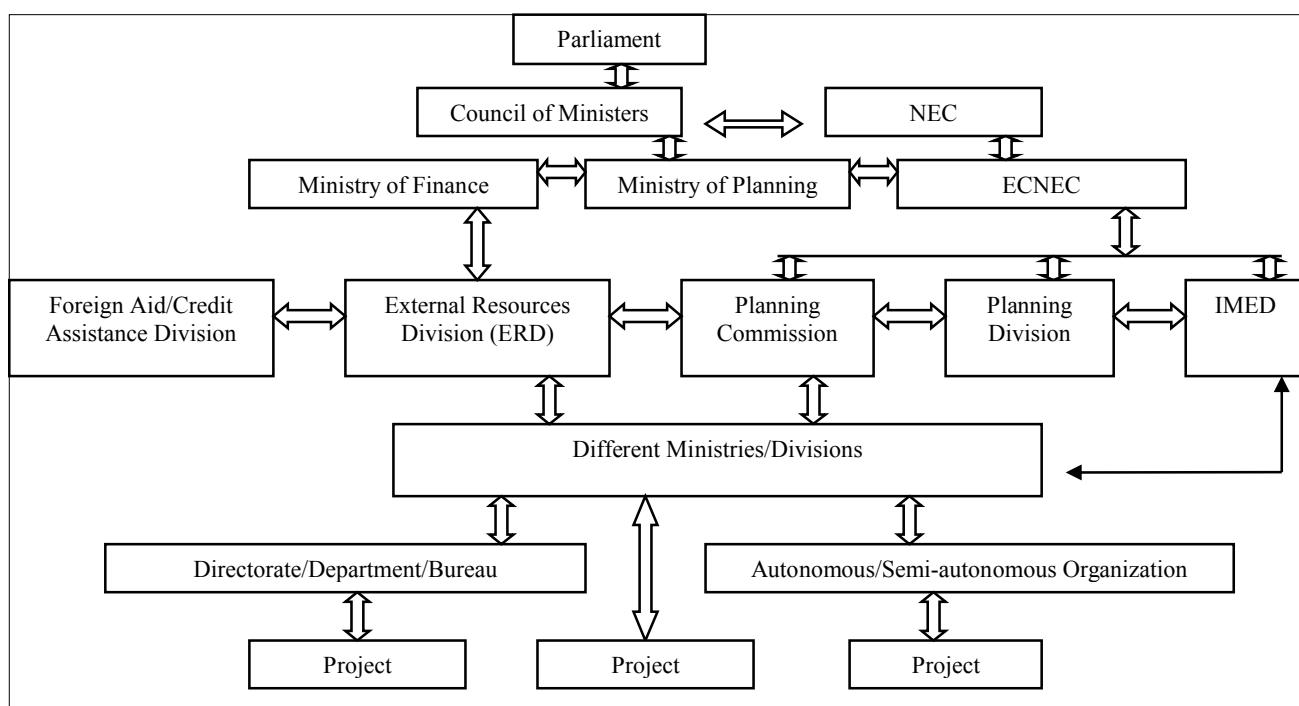 Parliament
Council of Ministers
NEC
Ministry of Finance
Ministry of Planning
ECNEC
Foreign Aid/Credit
Assistance Division
External Resources
Division (ERD)
Planning
Commission
Planning
Division
IMED
Different Ministries/Divisions
Directorate/Department/Bureau
Autonomous/Semi-autonomous Organization
Project
Project
Project